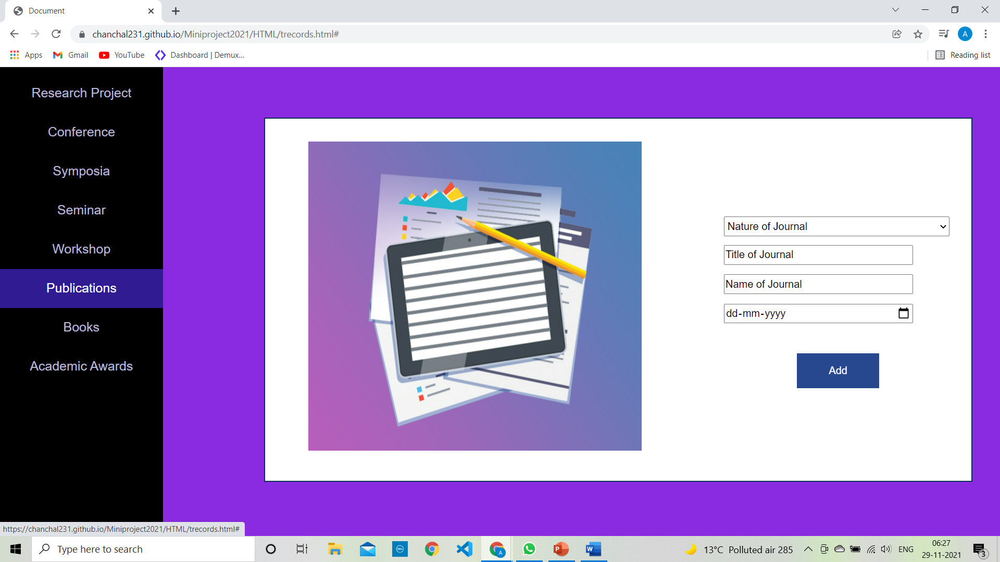 Document
chanchal231.github.io/Miniproject2021/HTML/trecords.html#
A
Apps
Gmail
YouTube
Dashboard | Demux...
Reading list
Research Project
Conference
Symposia
Seminar
Workshop
Publications
Books
Academic Awards
Nature of Journal
Title of Journal
Name of Journal
dd-mm-yyyy
Add
https://chanchal231.github.io/Miniproject2021/HTML/trecords.html#
Type here to search
DELL
A
P
W
13°C Polluted air 285
ENG
06:27
29-11-2021
3